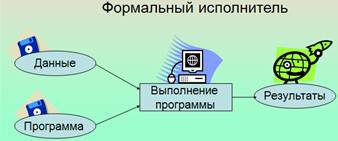 Формальный исполнитель
Данные
Выполнение
программы
Результаты
Программа